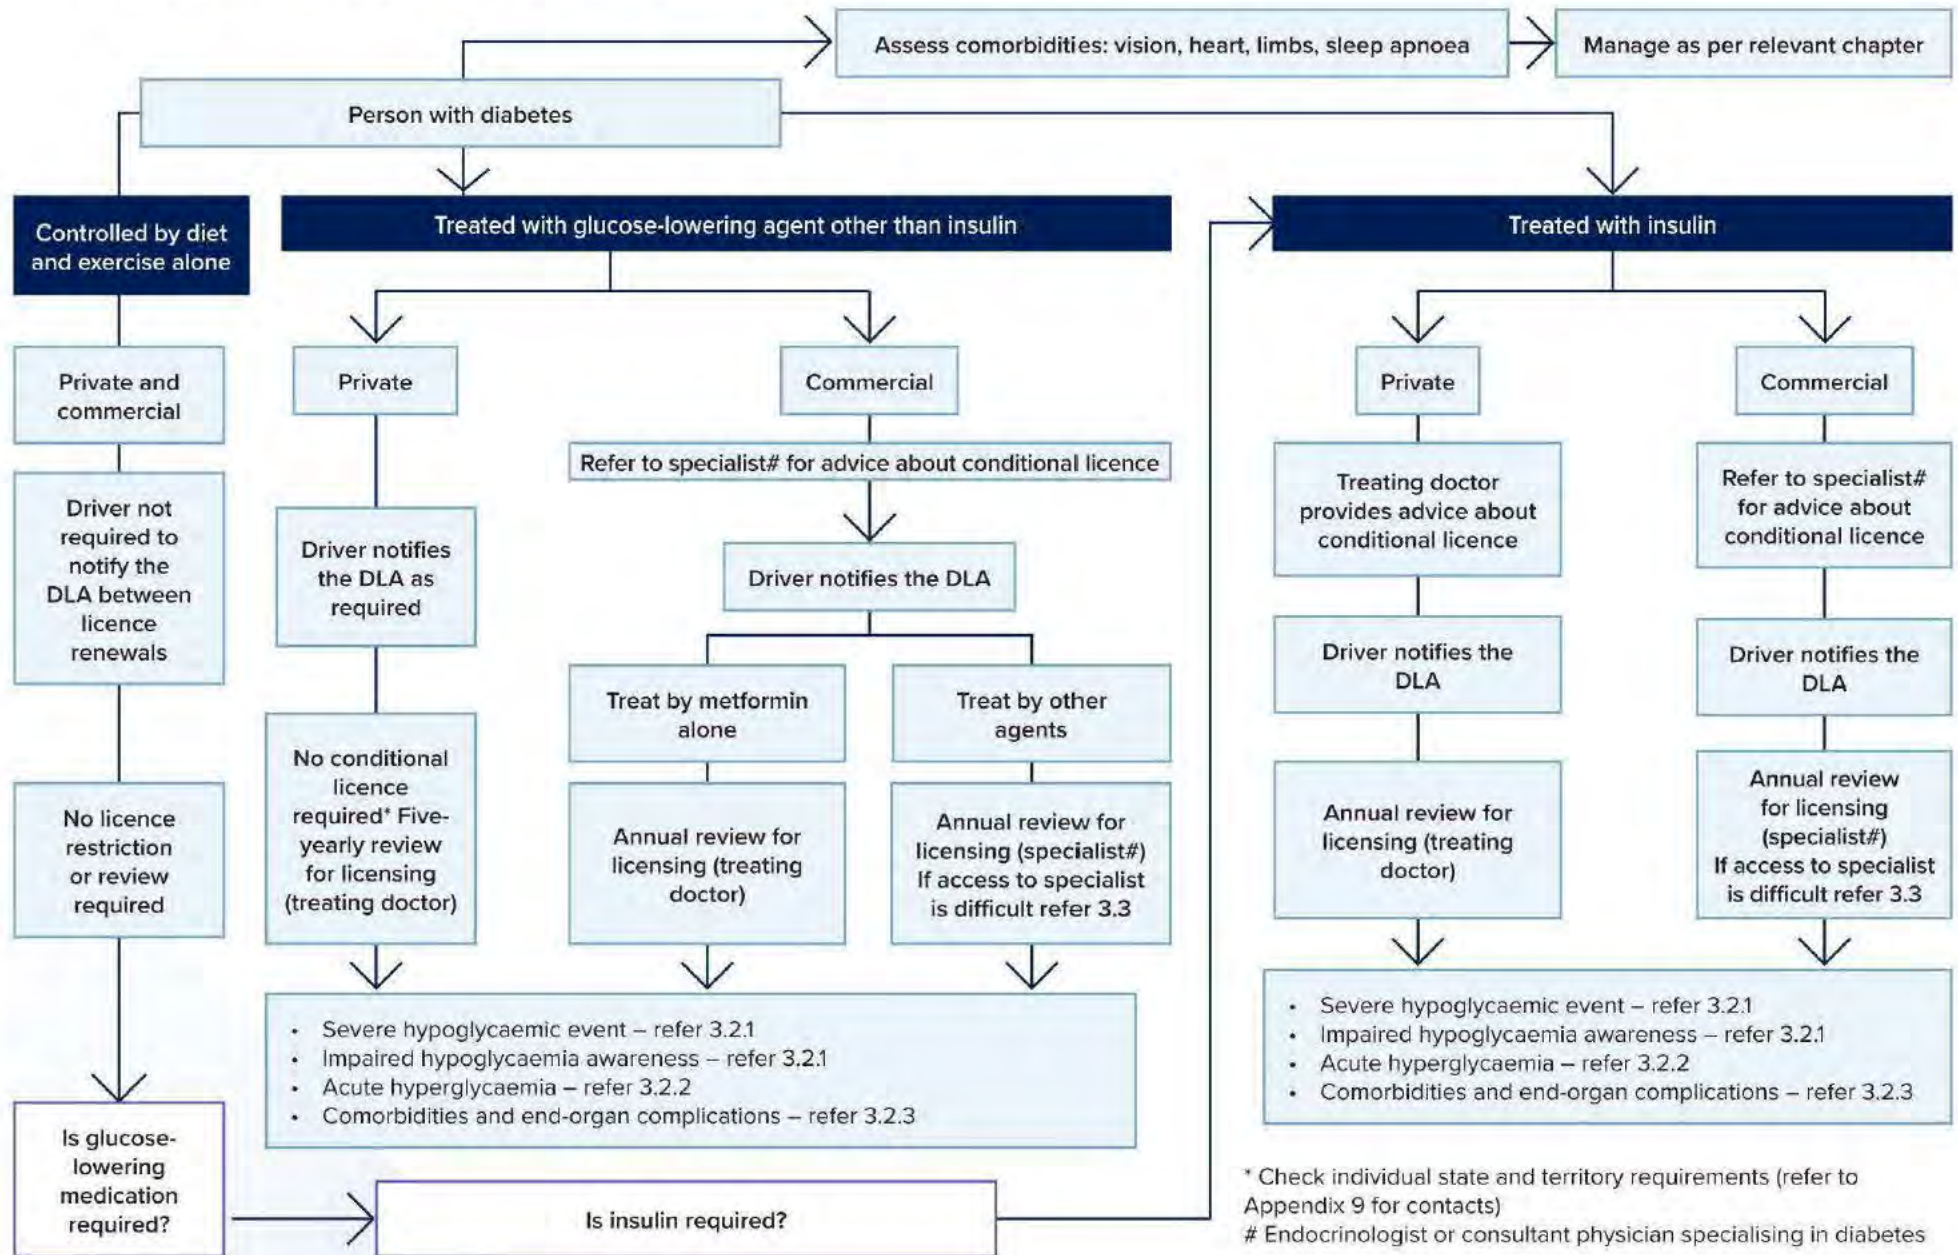 Assess comorbidities: vision, heart, limbs, sleep apnoea
Manage as per relevant chapter
Person with diabetes
Controlled by diet
and exercise alone
Private and
commercial
Driver not
required to
notify the
DLA between
licence
renewals
No licence
restriction
or review
required
Is glucose-
lowering
medication
required?
Is insulin required?
Treated with glucose-lowering agent other than insulin
Private
Driver notifies
the DLA as
required
No conditional
licence
required* Five-
yearly review
for licensing
(treating doctor)
Commercial
Refer to specialist# for advice about conditional licence
Driver notifies the DLA
Treat by metformin
alone
Annual review for
licensing (treating
doctor)
Treat by other
agents
Annual review for
licensing (specialist#)
If access to specialist
is difficult refer 3.3
• Severe hypoglycaemic event – refer 3.2.1
• Impaired hypoglycaemia awareness – refer 3.2.1
• Acute hyperglycaemia – refer 3.2.2
• Comorbidities and end-organ complications – refer 3.2.3
Treated with insulin
Private
Treating doctor
provides advice about
conditional licence
Driver notifies the
DLA
Annual review for
licensing (treating
doctor)
Commercial
Refer to specialist#
for advice about
conditional licence
Driver notifies the
DLA
Annual review
for licensing
(specialist#)
If access to specialist
is difficult refer 3.3
• Severe hypoglycaemic event – refer 3.2.1
• Impaired hypoglycaemia awareness – refer 3.2.1
• Acute hyperglycaemia – refer 3.2.2
• Comorbidities and end-organ complications – refer 3.2.3
* Check individual state and territory requirements (refer to
Appendix 9 for contacts)
# Endocrinologist or consultant physician specialising in diabetes